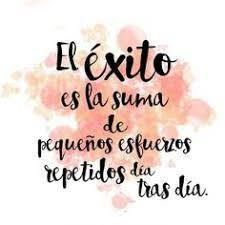 El éxito
es la suma
de
pequeños esfuerzos
repetidos día
tras día.